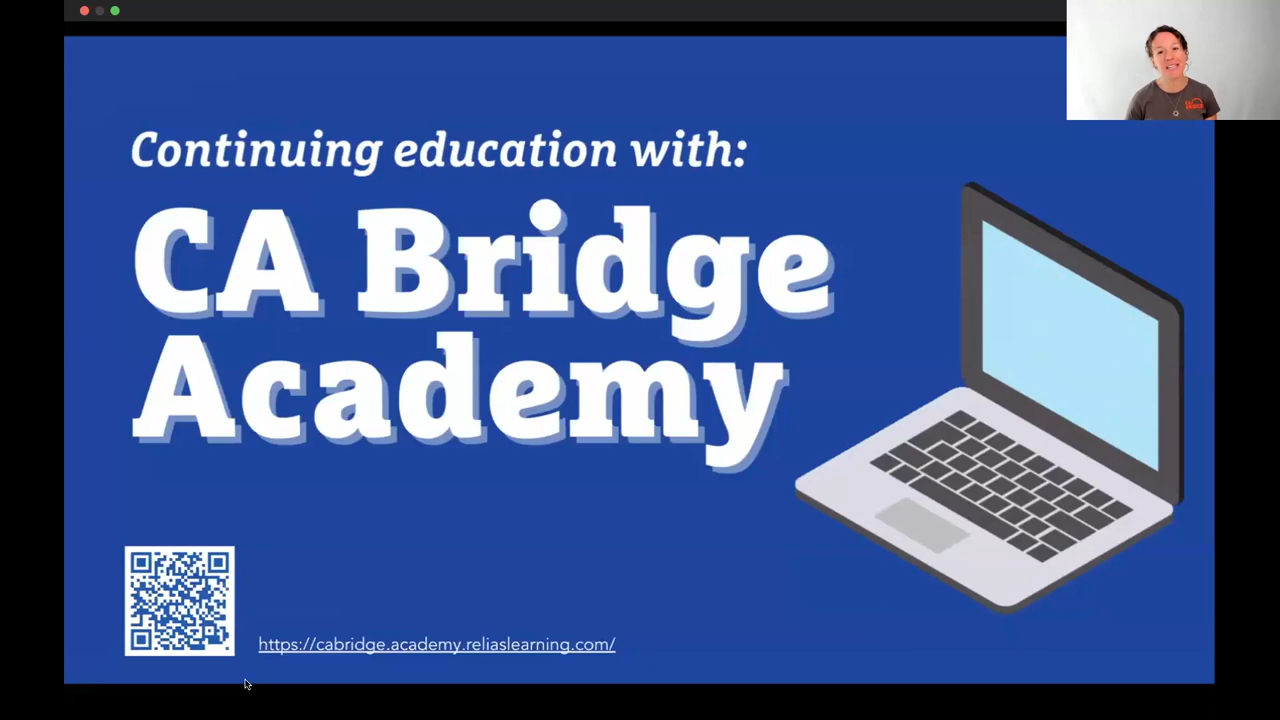 Continuing education with:
CA Bridge
Academy
https://cabridge.academy.reliaslearning.com/